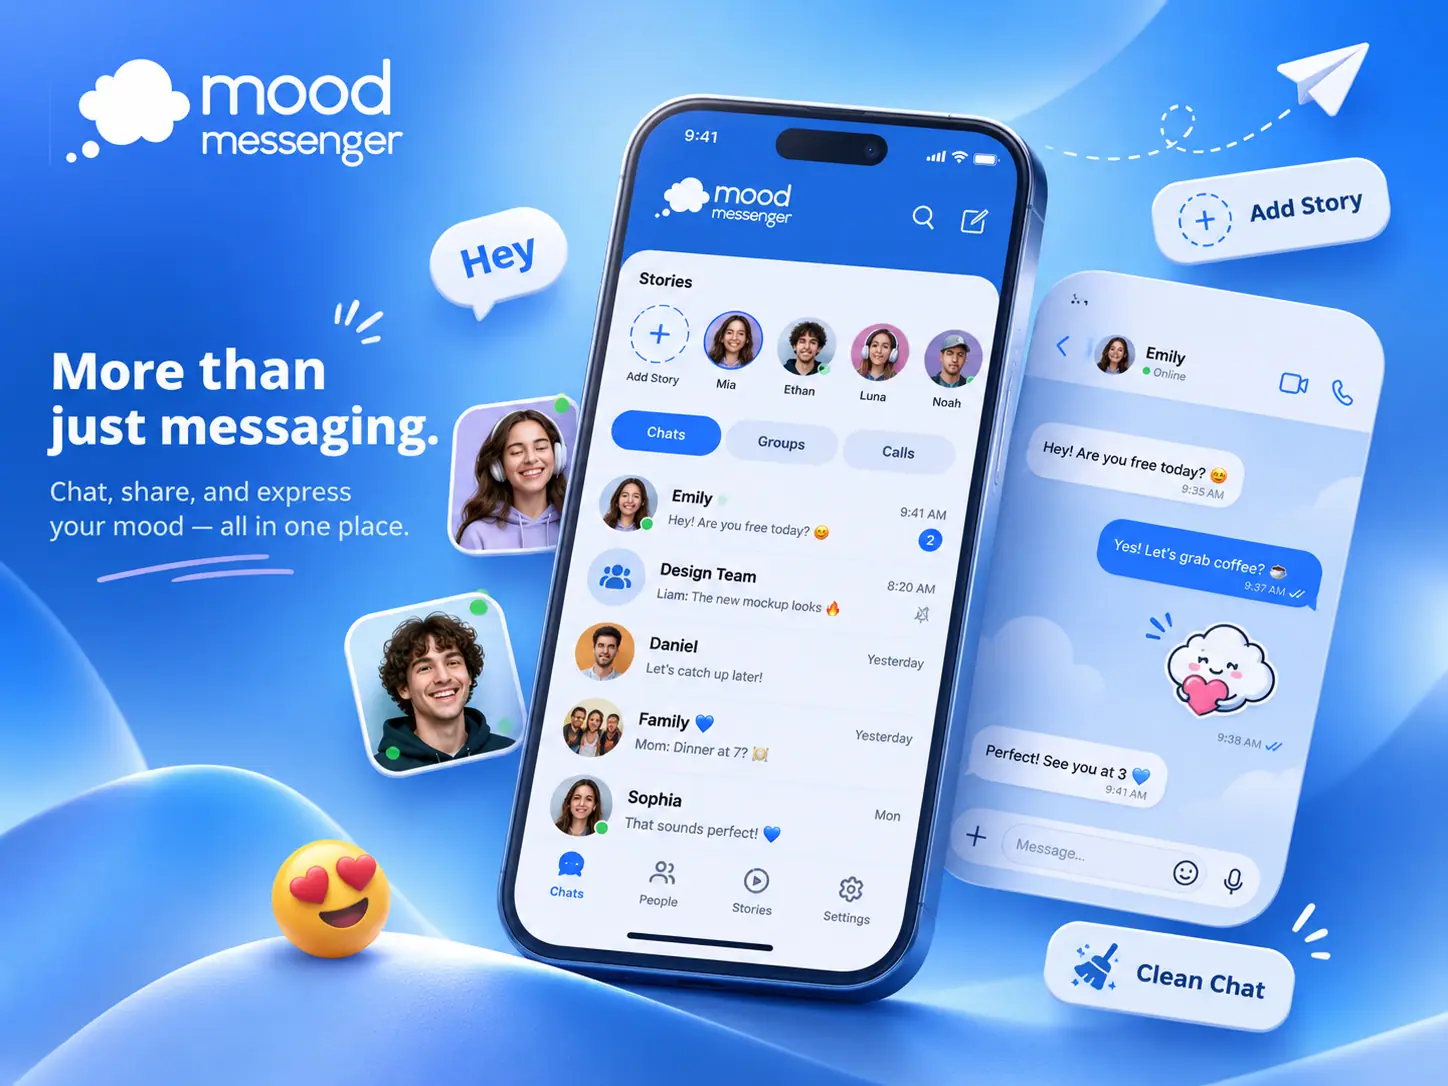 mood
messenger
Hey
More than
just messaging.
Chat, share, and express
your mood — all in one place.
9:41
mood
messenger
Stories
Add Story
Mia
Ethan
Luna
Noah
Chats
Groups
Calls
Emily
9:41 AM
Hey! Are you free today? 😊
2
Design Team
8:20 AM
Liam: The new mockup looks 🔥
Daniel
Yesterday
Let's catch up later!
Family 💙
Yesterday
Mom: Dinner at 7? 🍽️
Sophia
Mon
That sounds perfect! 💙
Chats
People
Stories
Settings
Add Story
Emily
Online
Hey! Are you free today? 😊
9:35 AM
Yes! Let's grab coffee? ☕
9:37 AM
9:38 AM
Perfect! See you at 3 💙
9:41 AM
Message...
Clean Chat